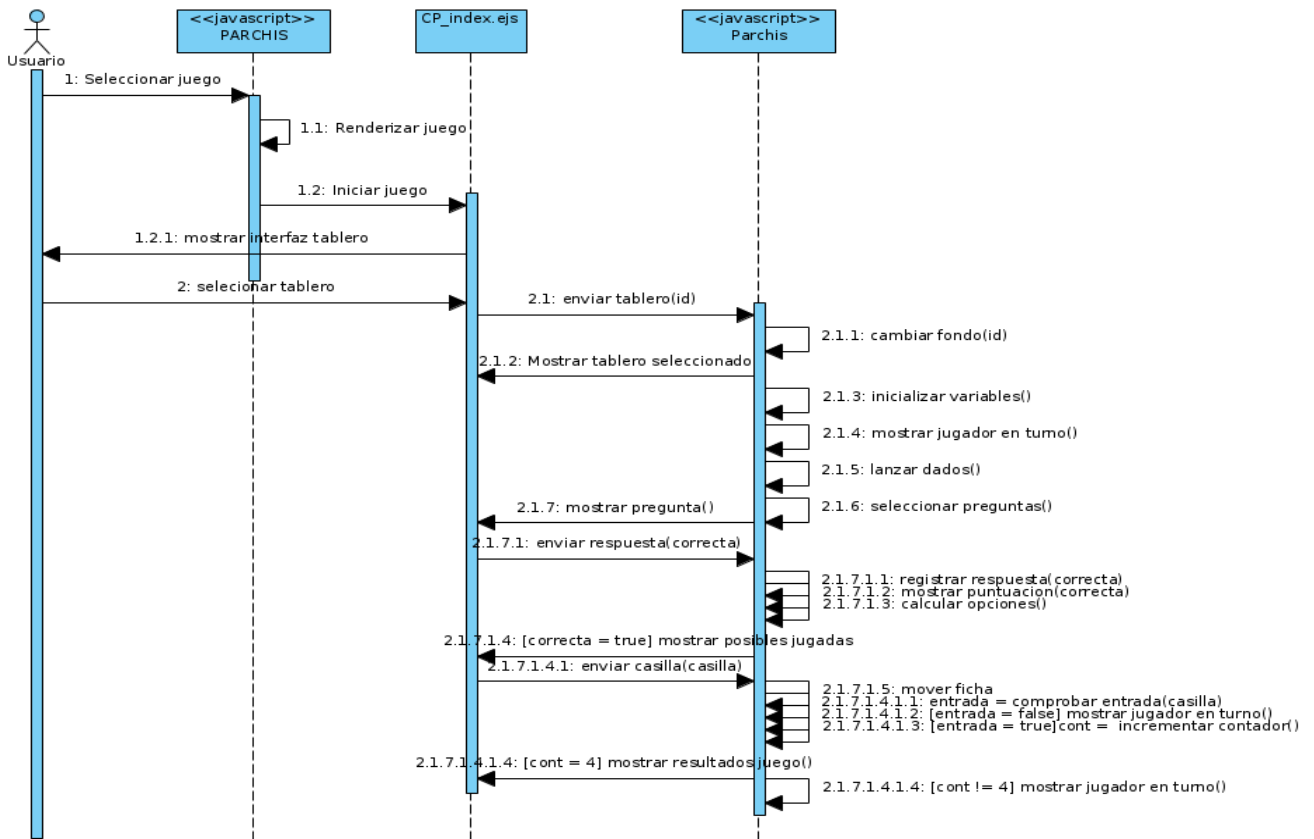 <<javascript>>
PARCHIS
CP_index.ejs
<<javascript>>
Parchis
Usuario
1: Seleccionar juego
1.1: Renderizar juego
1.2: Iniciar juego
1.2.1: mostrar interfaz tablero
2: selecionar tablero
2.1: enviar tablero(id)
2.1.1: cambiar fondo(id)
2.1.2: Mostrar tablero seleccionado
2.1.3: inicializar variables()
2.1.4: mostrar jugador en turno()
2.1.5: lanzar dados()
2.1.6: seleccionar preguntas()
2.1.7: mostrar pregunta()
2.1.7.1: enviar respuesta(correcta)
2.1.7.1.1: registrar respuesta(correcta)
2.1.7.1.2: mostrar puntuacion(correcta)
2.1.7.1.3: calcular opciones()
2.1.7.1.4: [correcta = true] mostrar posibles jugadas
2.1.7.1.4.1: enviar casilla(casilla)
2.1.7.1.5: mover ficha
2.1.7.1.4.1.1: entrada = comprobar entrada(casilla)
2.1.7.1.4.1.2: [entrada = false] mostrar jugador en turno()
2.1.7.1.4.1.3: [entrada = true]cont =  incrementar contador()
2.1.7.1.4.1.4: [cont = 4] mostrar resultados juego()
2.1.7.1.4.1.4: [cont != 4] mostrar jugador en turno()